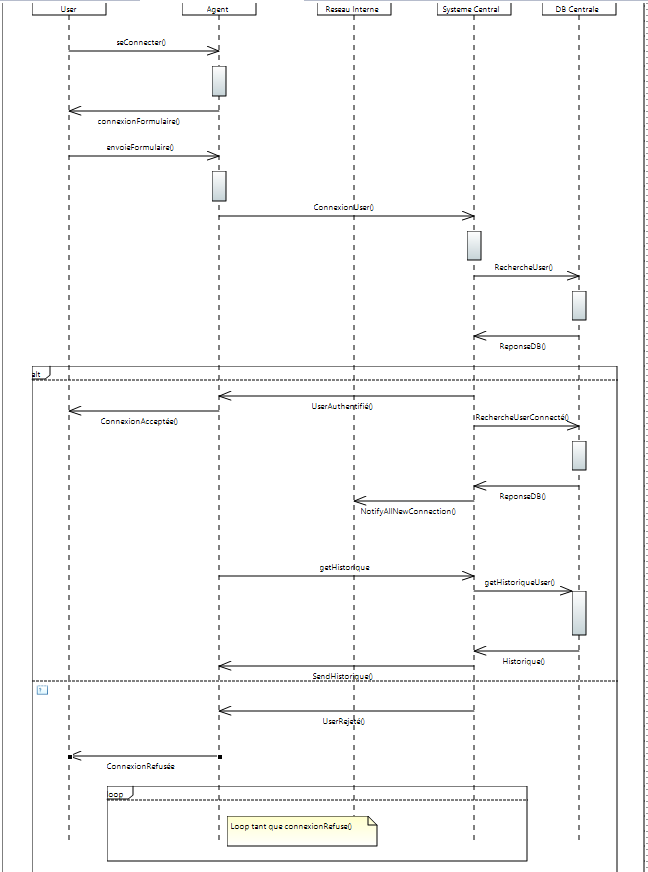 User
Agent
Reseau Interne
Systeme Central
DB Centrale
seConnecter()
connexionFormulaire()
envoieFormulaire()
ConnexionUser()
RechercheUser()
ReponseDB()
alt
UserAuthentifié()
ConnexionAcceptée()
RechercheUserConnecté()
ReponseDB()
NotifyAllNewConnection()
getHistorique
getHistoriqueUser()
Historique()
SendHistorique()
UserRejeté()
ConnexionRefusée
loop
Loop tant que connexionRefuse()